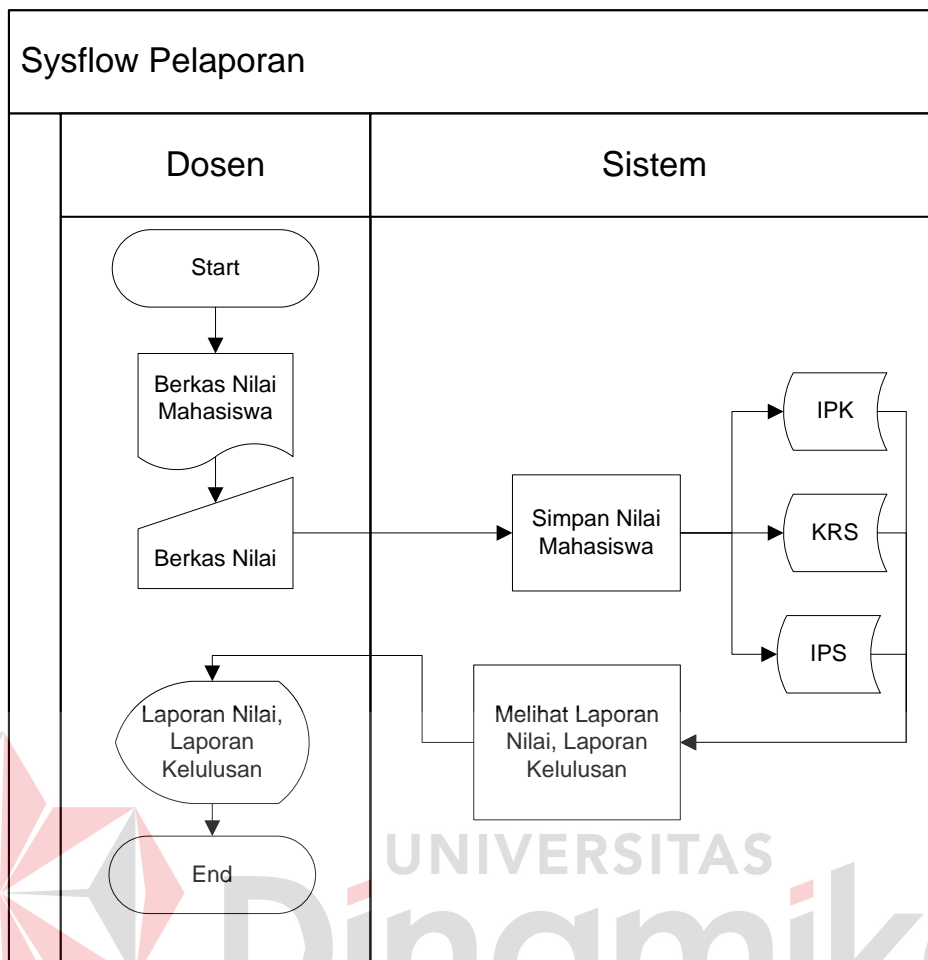 Sysflow Pelaporan
Dosen
Sistem
Start
Berkas Nilai
Mahasiswa
Berkas Nilai
Simpan Nilai
Mahasiswa
IPK
KRS
IPS
Melihat Laporan
Nilai, Laporan
Kelulusan
Laporan Nilai,
Laporan
Kelulusan
End
UNIVERSITAS